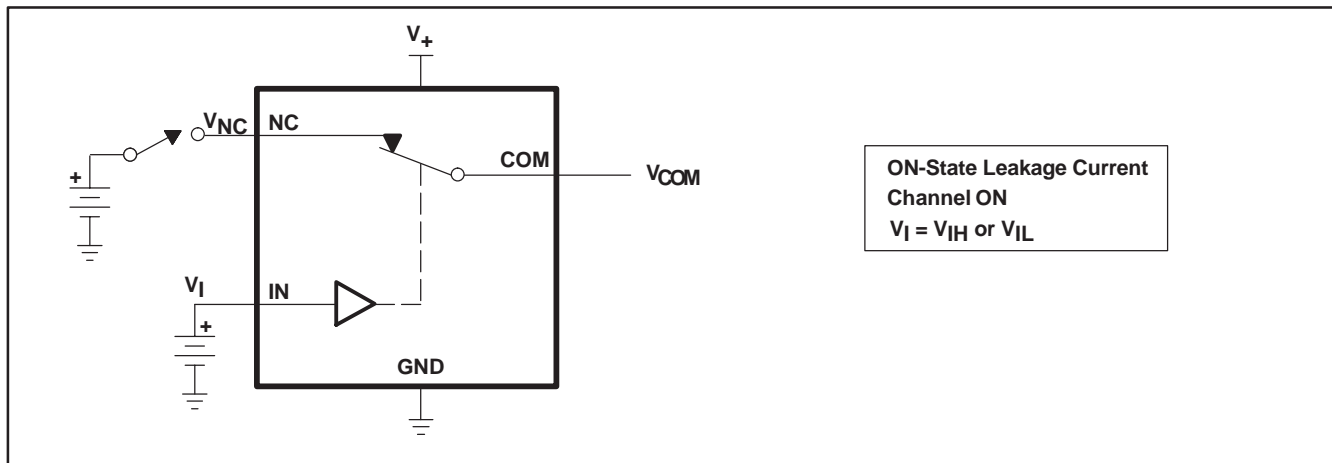 V+
VNC NC
COM
VCOM
+
VI IN
+
GND
ON-State Leakage Current
Channel ON
VI = VIH or VIL